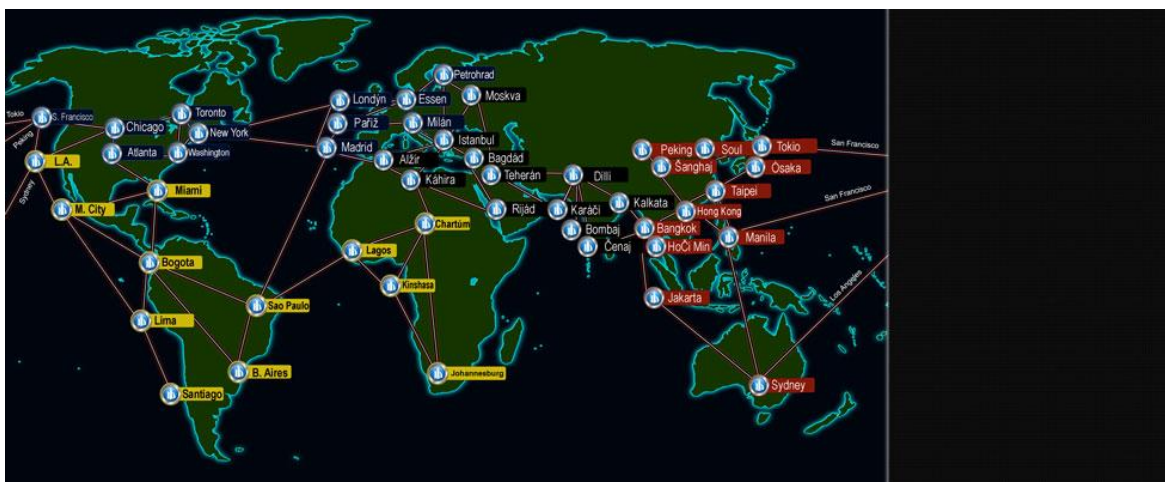 Tokio
Peking
Sydney
S. Francisco
Chicago
Toronto
New York
Atlanta
Washington
L.A.
Miami
M. City
Bogota
Lima
Santiago
Sao Paulo
B. Aires
Londýn
Essen
Petrohrad
Moskva
Paříž
Milán
Istanbul
Madrid
Alžír
Bagdád
Teherán
Káhira
Rijád
Chartúm
Lagos
Kinshasa
Johannesburg
Dillí
Karáčí
Kalkata
Bombaj
Čenaj
Peking
Soul
Tokio
Šanghaj
Ósaka
Taipei
Hong Kong
Bangkok
HoČi Min
Manila
Jakarta
Sydney
San Francisco
San Francisco
Los Angeles